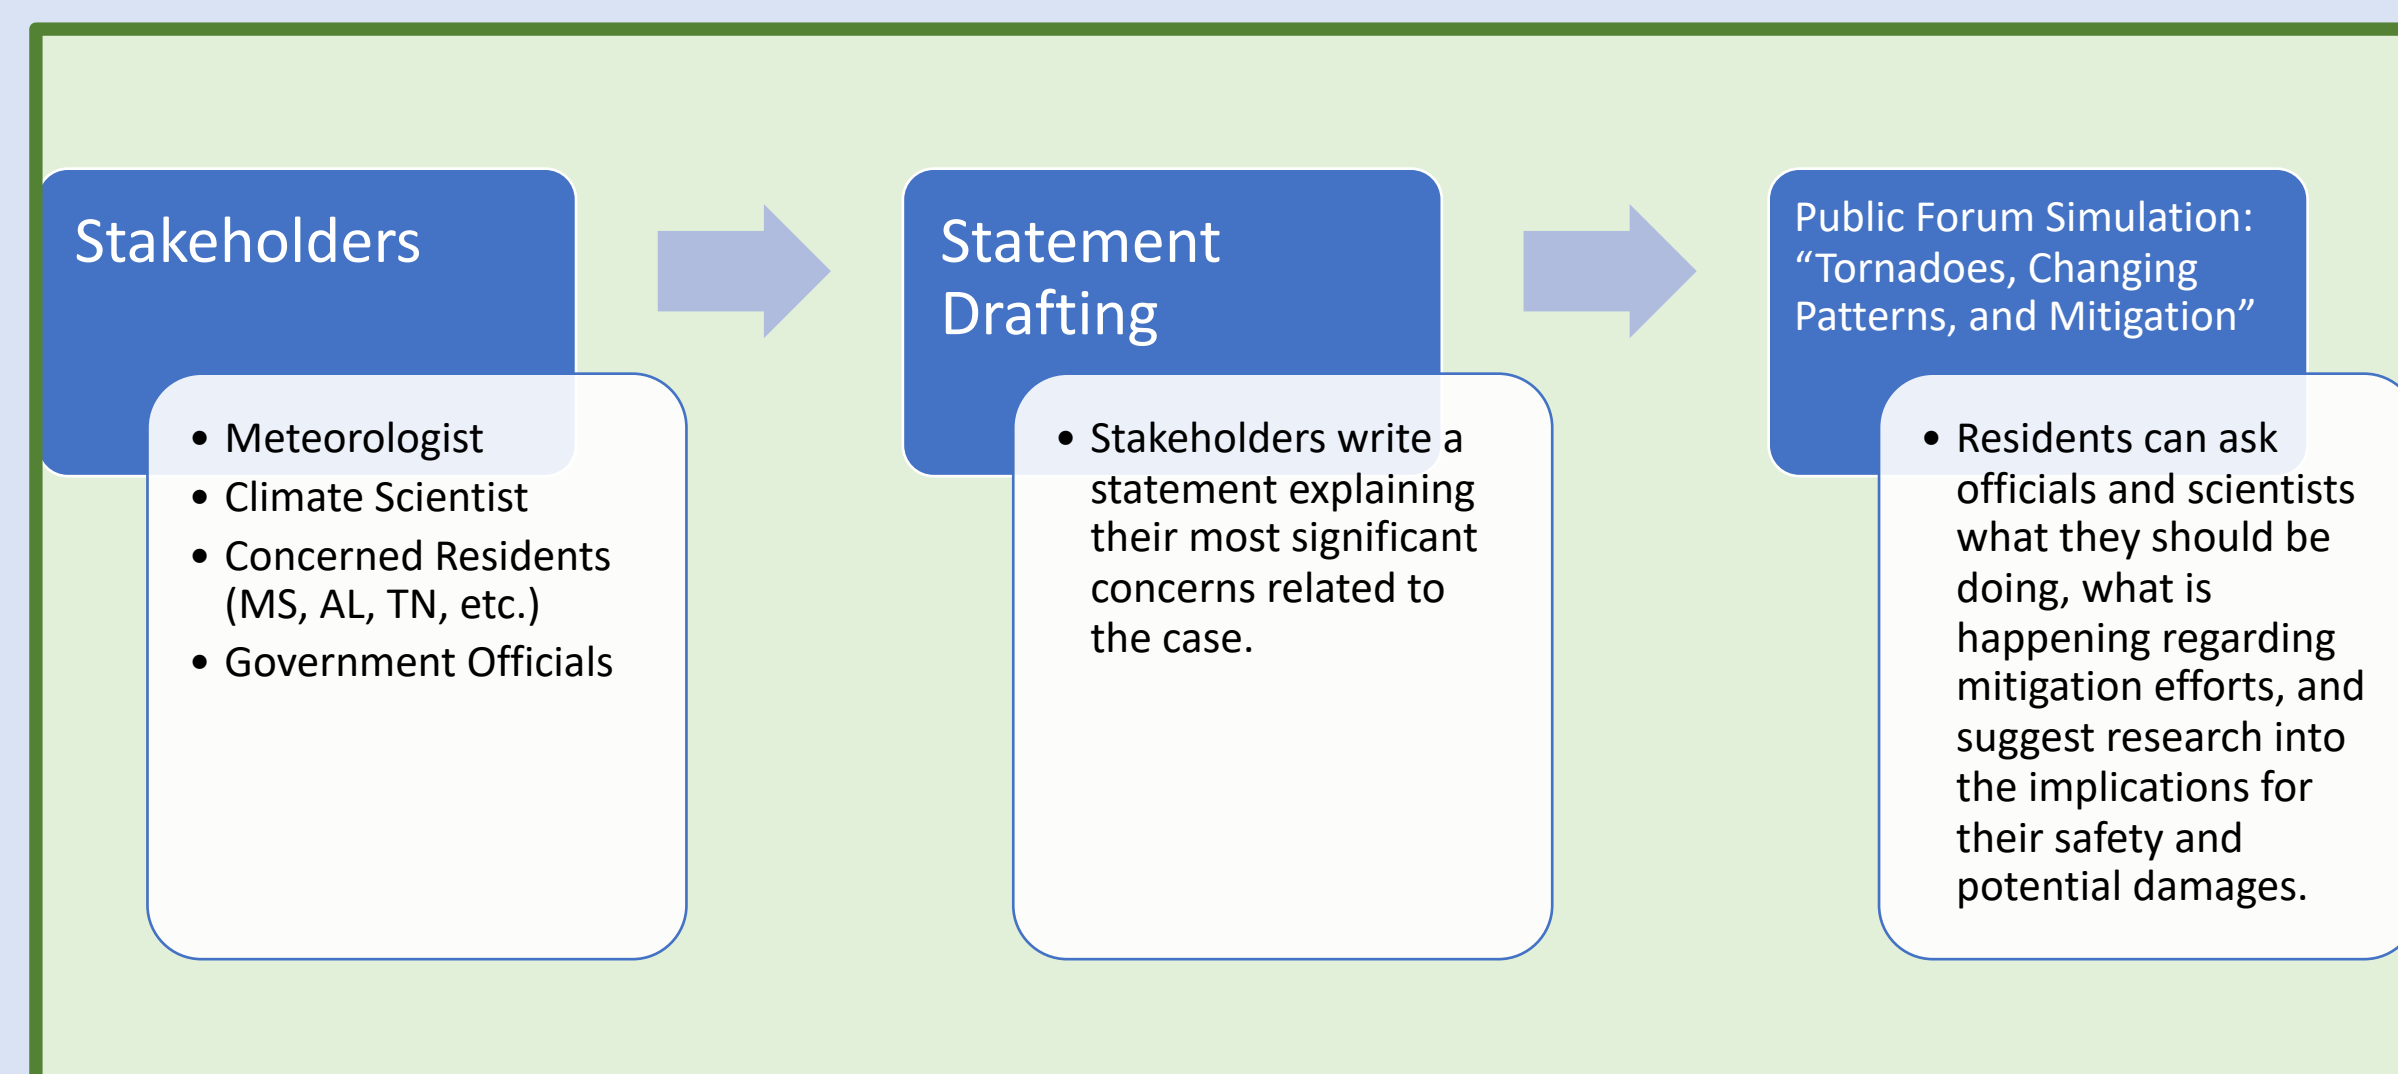 Stakeholders
• Meteorologist
• Climate Scientist
• Concerned Residents
(MS, AL, TN, etc.)
• Government Officials
Statement
Drafting
• Stakeholders write a
statement explaining
their most significant
concerns related to
the case.
Public Forum Simulation:
“Tornadoes, Changing
Patterns, and Mitigation”
• Residents can ask
officials and scientists
what they should be
doing, what is
happening regarding
mitigation efforts, and
suggest research into
the implications for
their safety and
potential damages.